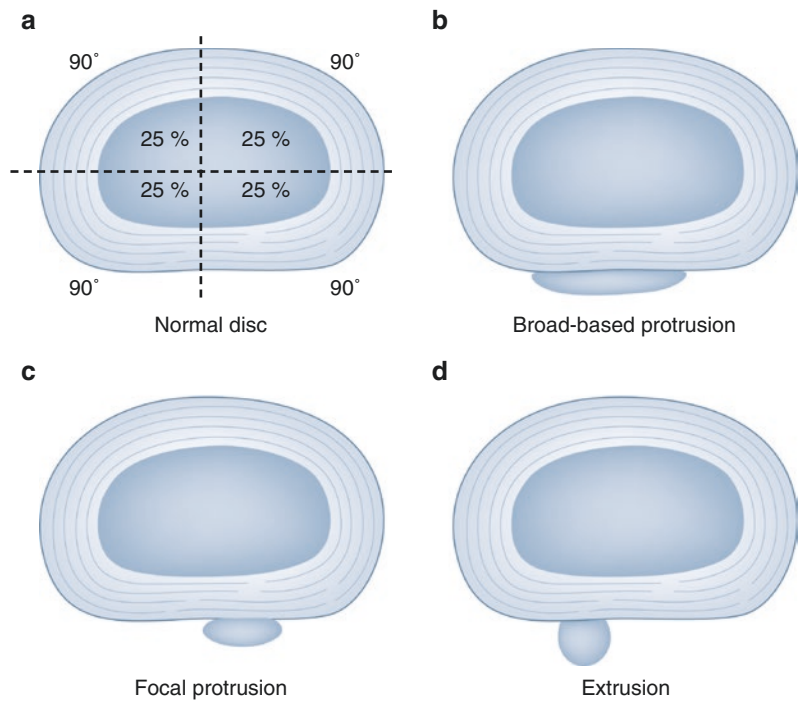 a
90˚
90˚
25 %
25 %
25 %
25 %
90˚
90˚
Normal disc
b
Broad-based protrusion
c
Focal protrusion
d
Extrusion